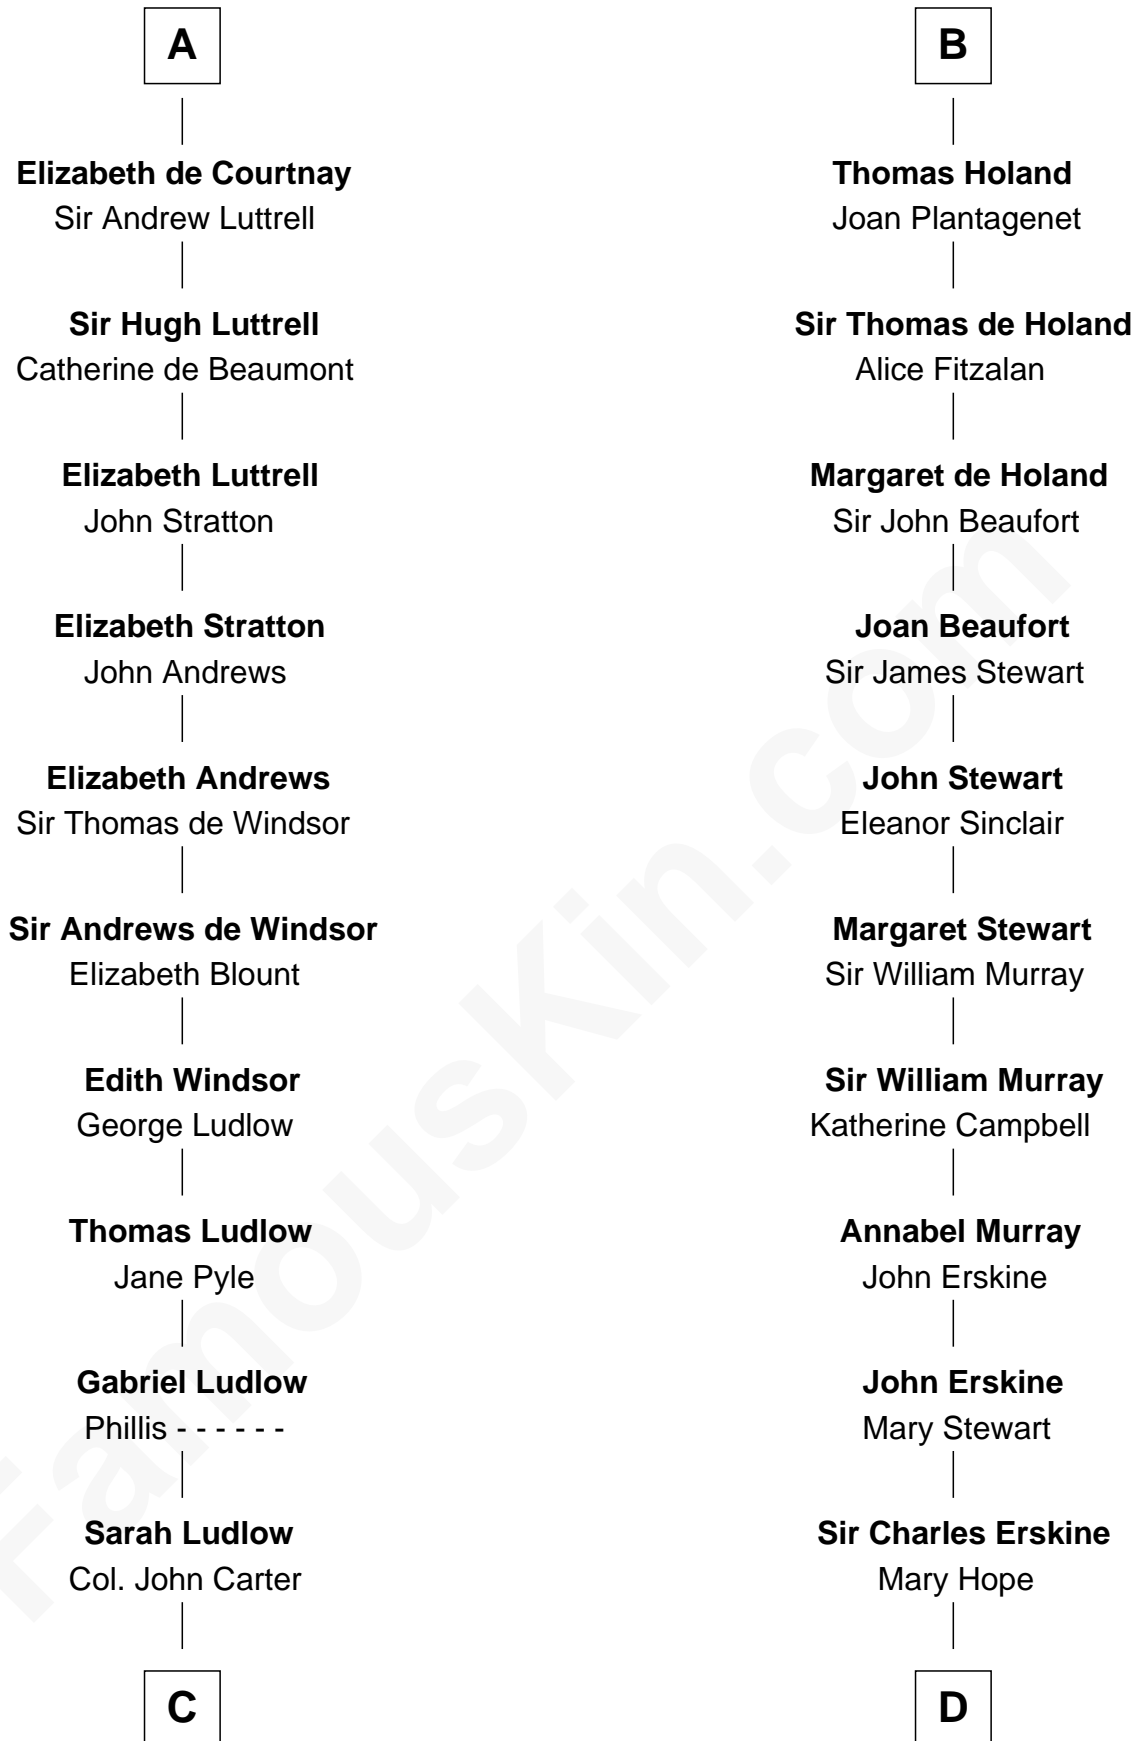 A
Elizabeth de Courtnay
Sir Andrew Luttrell
Sir Hugh Luttrell
Catherine de Beaumont
Elizabeth Luttrell
John Stratton
Elizabeth Stratton
John Andrews
Elizabeth Andrews
Sir Thomas de Windsor
Sir Andrews de Windsor
Elizabeth Blount
Edith Windsor
George Ludlow
Thomas Ludlow
Jane Pyle
Gabriel Ludlow
Phillis - - - - - -
Sarah Ludlow
Col. John Carter
C
B
Thomas Holand
Joan Plantagenet
Sir Thomas de Holand
Alice Fitzalan
Margaret de Holand
Sir John Beaufort
Joan Beaufort
Sir James Stewart
John Stewart
Eleanor Sinclair
Margaret Stewart
Sir William Murray
Sir William Murray
Katherine Campbell
Annabel Murray
John Erskine
John Erskine
Mary Stewart
Sir Charles Erskine
Mary Hope
D
FamousKin.com